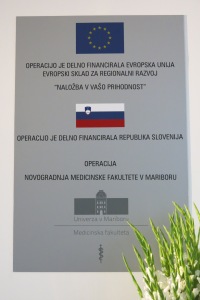 OPERACIJO JE DELNO FINANCIRALA EVROPSKA UNIJA
EVROPSKI SKLAD ZA REGIONALNI RAZVOJ
"NALOŽBA V VAŠO PRIHODNOST"
OPERACIJO JE DELNO FINANCIRALA REPUBLIKA SLOVENIJA
OPERACIJA
NOVOGRADNJA MEDICINSKE FAKULTETE V MARIBORU
Univerza v Mariboru
Medicinska fakulteta